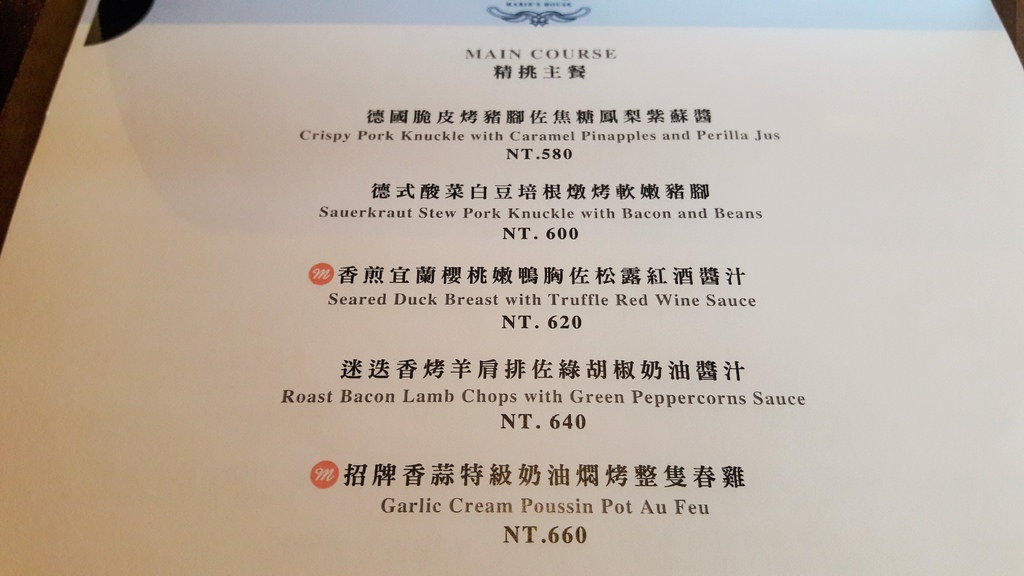 MARIE'S HOUSE
MAIN COURSE
精挑主餐
德國脆皮烤豬腳佐焦糖鳳梨紫蘇醬
Crispy Pork Knuckle with Caramel Pinapples and Perilla Jus
NT.580
德式酸菜白豆培根燉烤軟嫩豬腳
Sauerkraut Stew Pork Knuckle with Bacon and Beans
NT. 600
m 香煎宜蘭櫻桃嫩鴨胸佐松露紅酒醬汁
Seared Duck Breast with Truffle Red Wine Sauce
NT. 620
迷迭香烤羊肩排佐綠胡椒奶油醬汁
Roast Bacon Lamb Chops with Green Peppercorns Sauce
NT. 640
m 招牌香蒜特級奶油燜烤整隻春雞
Garlic Cream Poussin Pot Au Feu
NT.660